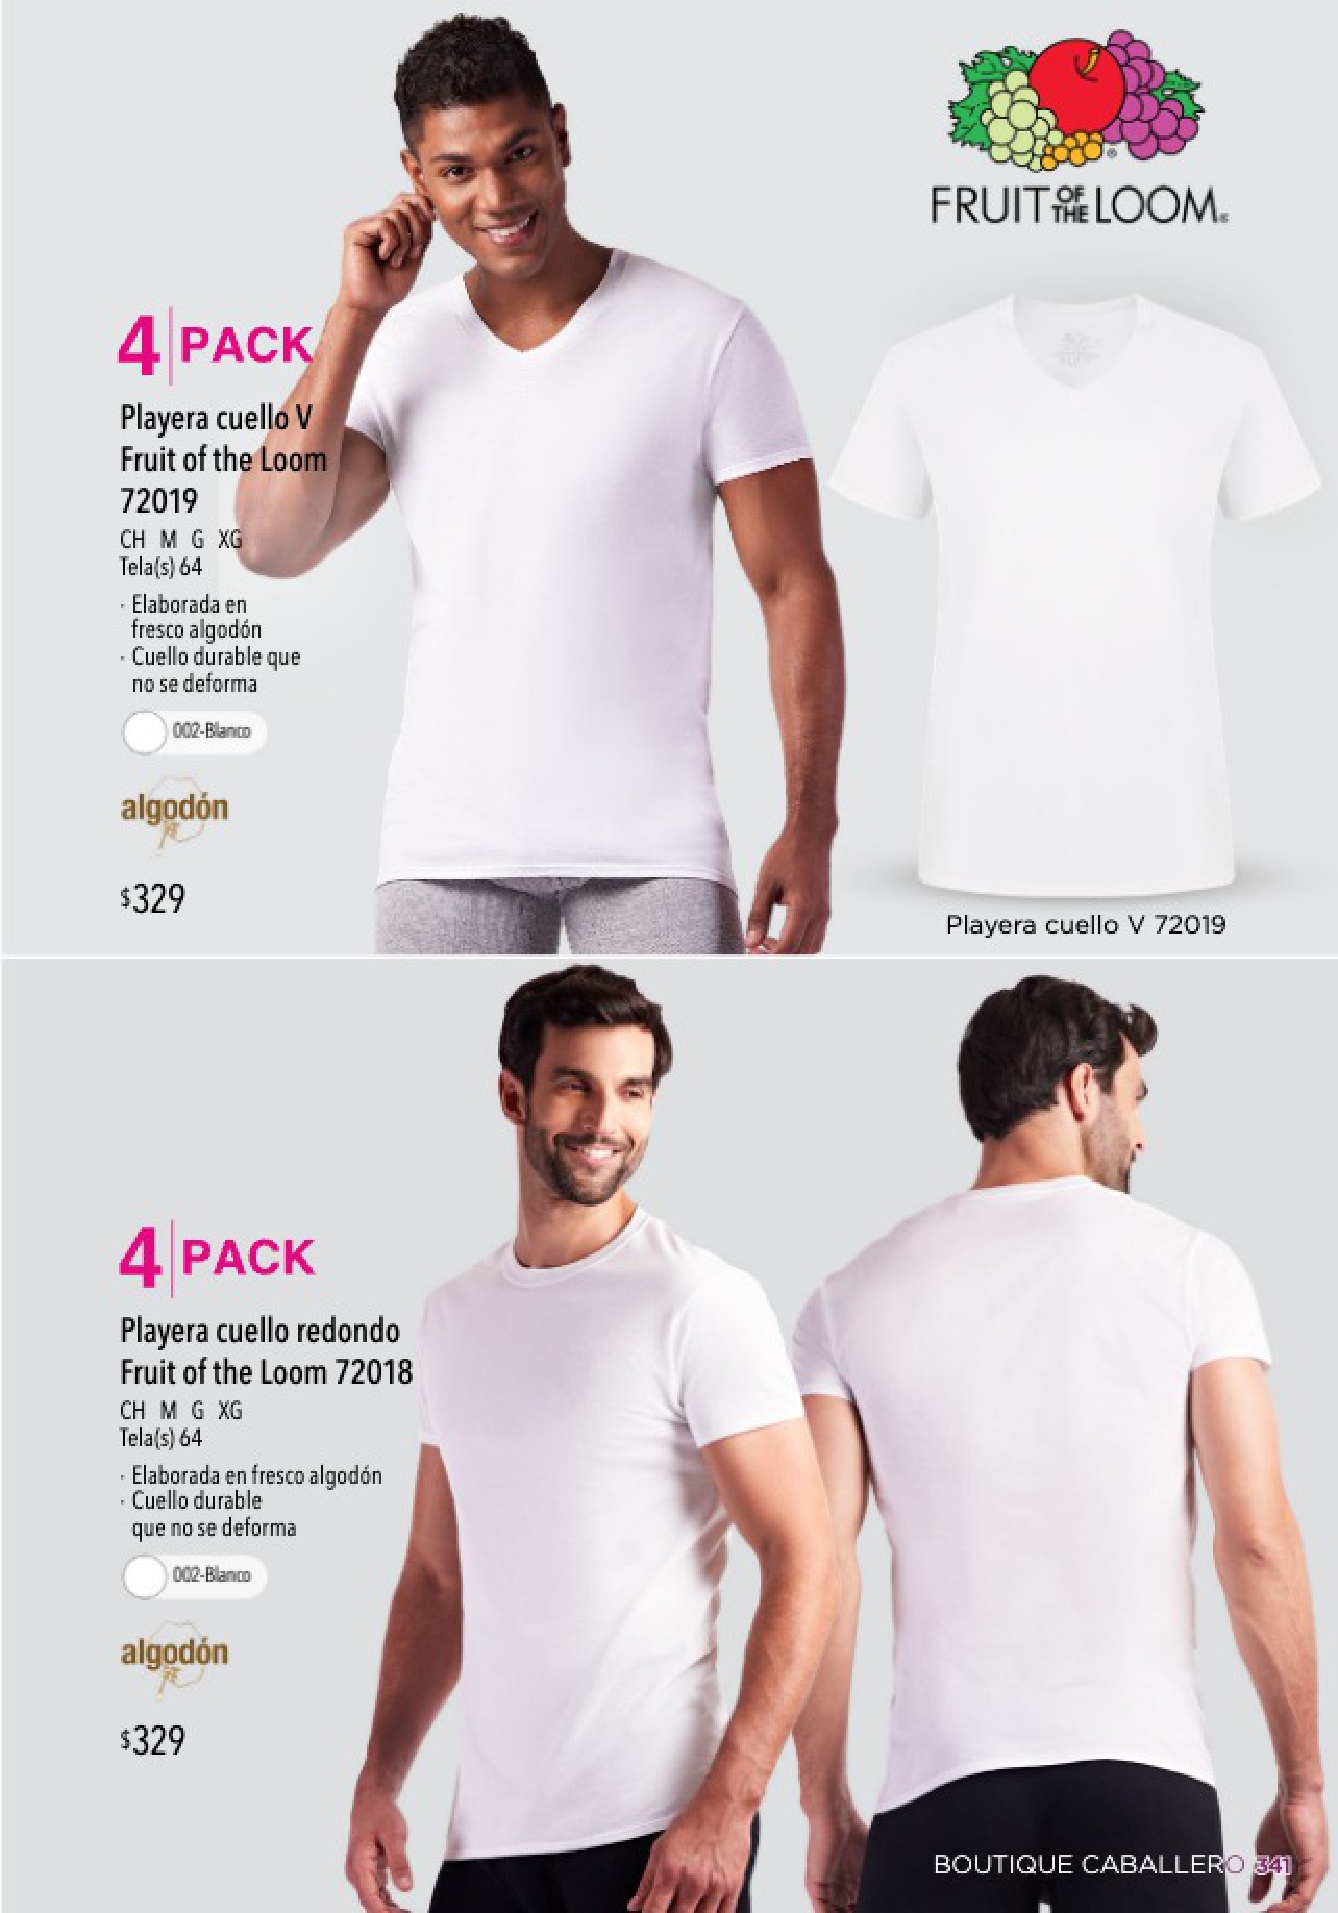 FRUIT OF THE LOOM®
4 PACK
Playera cuello V
Fruit of the Loom
72019
CH M G XG
Tela(s) 64
· Elaborada en
fresco algodón
· Cuello durable que
no se deforma
002-Blanco
algodón
$329
Playera cuello V 72019
4 PACK
Playera cuello redondo
Fruit of the Loom 72018
CH M G XG
Tela(s) 64
· Elaborada en fresco algodón
· Cuello durable
que no se deforma
002-Blanco
algodón
$329
BOUTIQUE CABALLERO 341